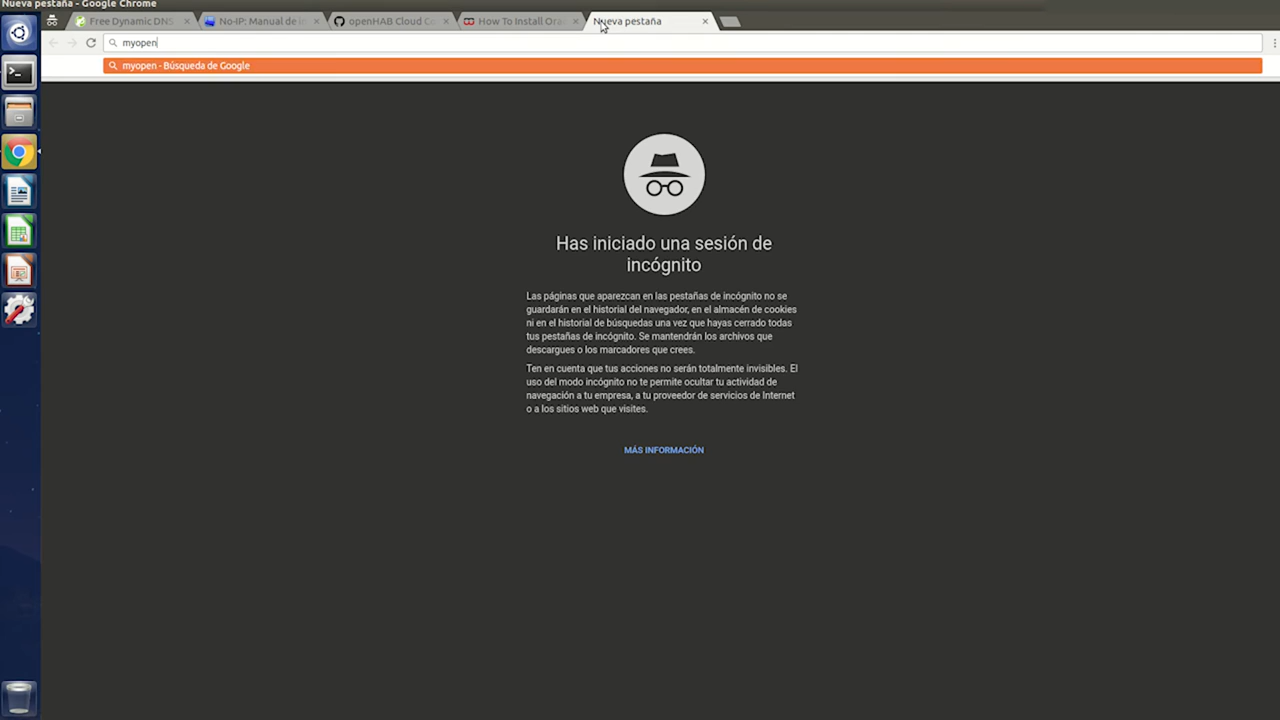 Nueva pestaña - Google Chrome
Free Dynamic DNS
No-IP: Manual de i
openHAB Cloud Co
How To Install Ora
Nueva pestaña
myopen
myopen - Búsqueda de Google
Has iniciado una sesión de
incógnito
Las páginas que aparezcan en las pestañas de incógnito no se
guardarán en el historial del navegador, en el almacén de cookies
ni en el historial de búsquedas una vez que hayas cerrado todas
tus pestañas de incógnito. Se mantendrán los archivos que
descargues o los marcadores que crees.
Ten en cuenta que tus acciones no serán totalmente invisibles. El
uso del modo incógnito no te permite ocultar tu actividad de
navegación a tu empresa, a tu proveedor de servicios de Internet
o a los sitios web que visites.
MÁS INFORMACIÓN